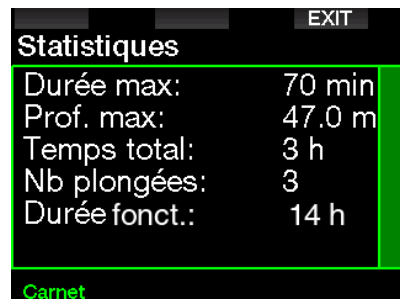 EXIT
Statistiques
Durée max: 70 min
Prof. max: 47.0 m
Temps total: 3 h
Nb plongées: 3
Durée fonct.: 14 h
Carnet